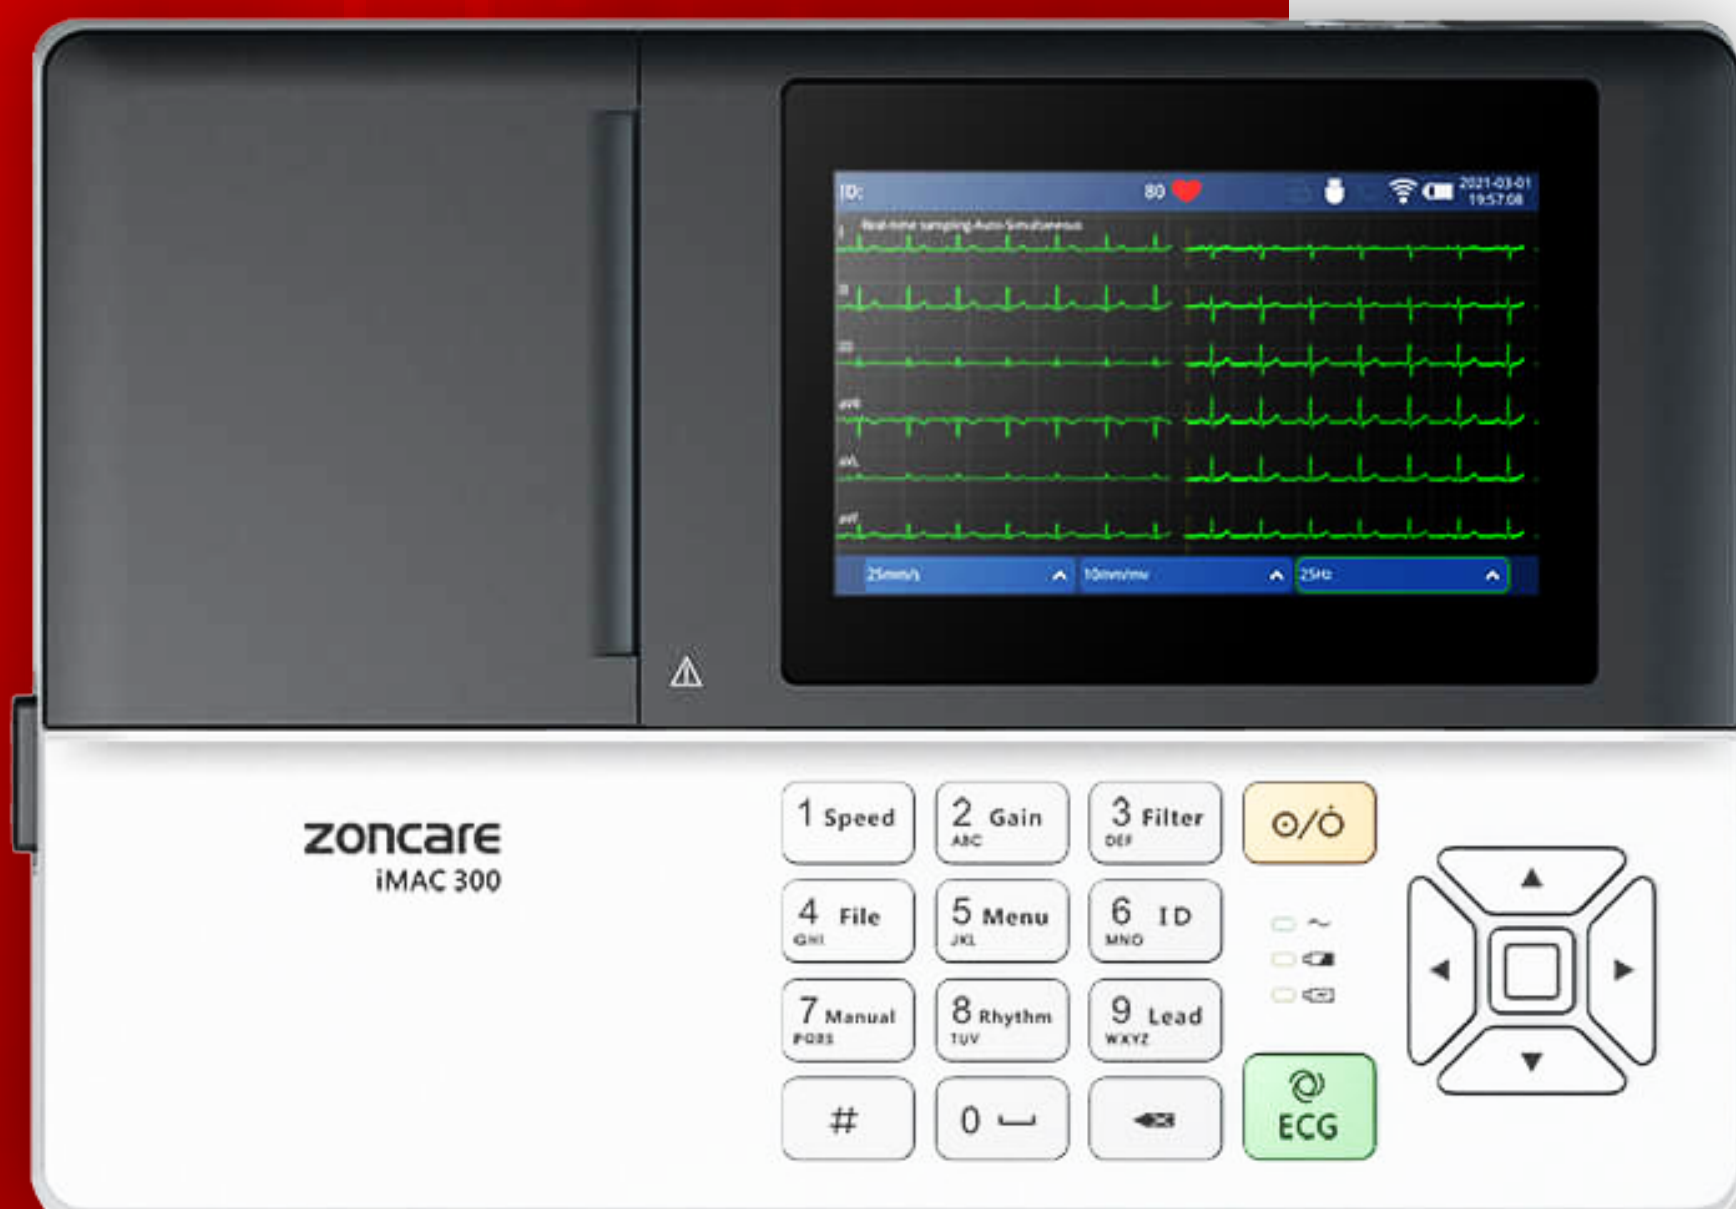 ID:
80
2021-03-01
19:57:08
Real-time sampling-Auto-Simultaneous
I
II
III
aVR
aVL
aVF
25mm/s
10mm/mv
25Hz
zoncare
iMAC 300
1 Speed
2 Gain
ABC
3 Filter
DEF
4 File
GHI
5 Menu
JKL
6 ID
MNO
7 Manual
PQRS
8 Rhythm
TUV
9 Lead
WXYZ
#
0
ECG